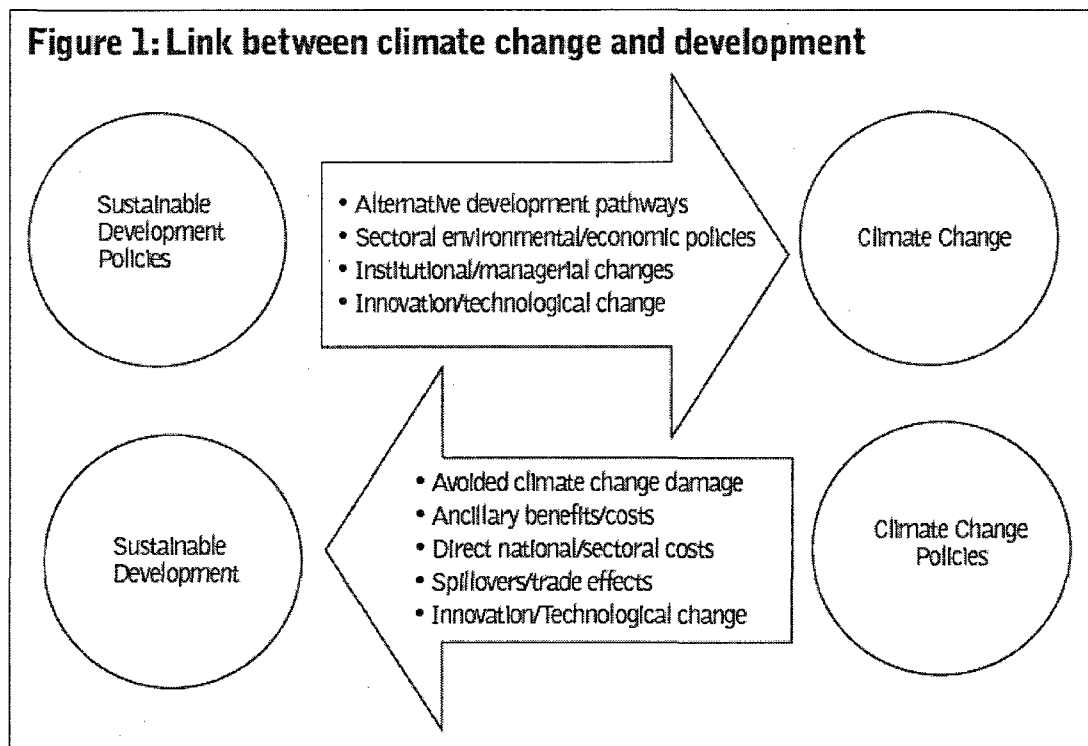 Figure 1: Link between climate change and development
Sustainable
Development
Policies
• Alternative development pathways
• Sectoral environmental/economic policies
• Institutional/managerial changes
• Innovation/technological change
Climate Change
Sustainable
Development
• Avoided climate change damage
• Ancillary benefits/costs
• Direct national/sectoral costs
• Spillovers/trade effects
• Innovation/Technological change
Climate Change
Policies